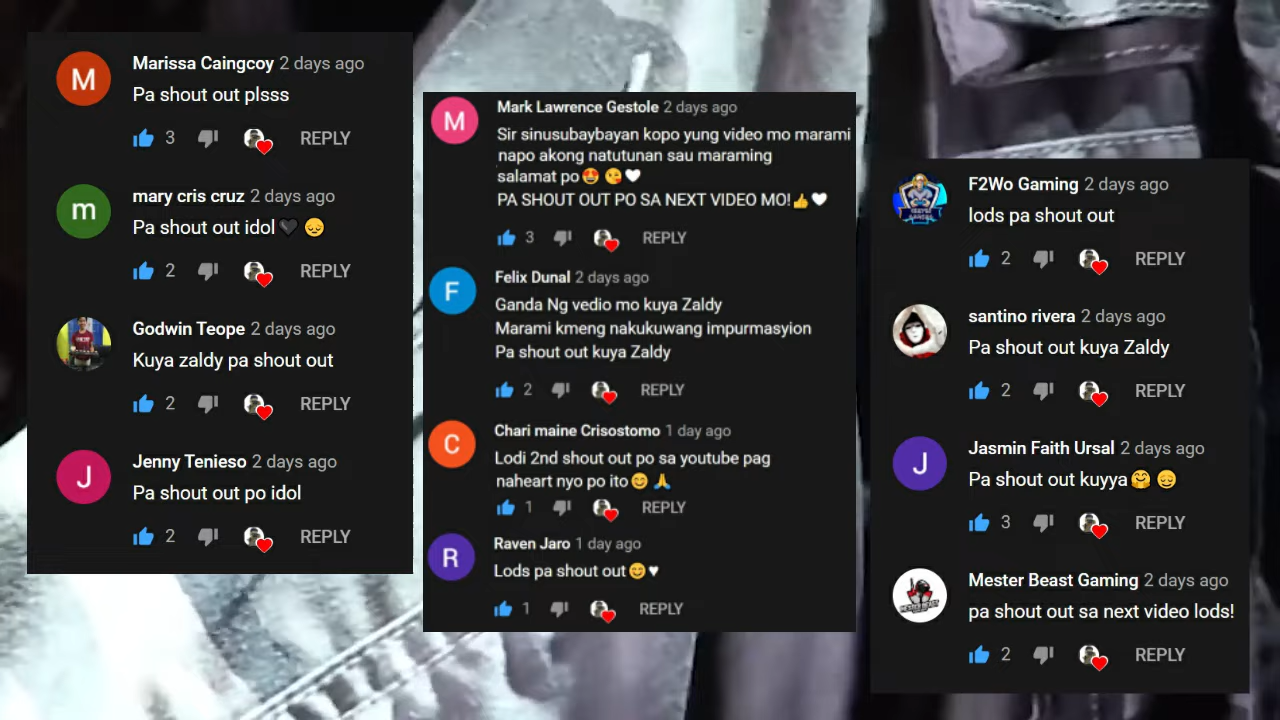 Marissa Caingcoy 2 days ago
Pa shout out plsss
3 REPLY
mary cris cruz 2 days ago
Pa shout out idol🖤😔
2 REPLY
Godwin Teope 2 days ago
Kuya zaldy pa shout out
2 REPLY
Jenny Tenieso 2 days ago
Pa shout out po idol
2 REPLY
Mark Lawrence Gestole 2 days ago
Sir sinusubaybayan kopo yung video mo marami
napo akong natutunan sau maraming
salamat po😍😘🤍
PA SHOUT OUT PO SA NEXT VIDEO MO!👍🤍
3 REPLY
Felix Dunal 2 days ago
Ganda Ng vedio mo kuya Zaldy
Marami kmeng nakukuwang impurmasyion
Pa shout out kuya Zaldy
2 REPLY
Chari maine Crisostomo 1 day ago
Lodi 2nd shout out po sa youtube pag
naheart nyo po ito😊🙏
1 REPLY
Raven Jaro 1 day ago
Lods pa shout out😊♥
1 REPLY
F2Wo Gaming 2 days ago
lods pa shout out
2 REPLY
santino rivera 2 days ago
Pa shout out kuya Zaldy
2 REPLY
Jasmin Faith Ursal 2 days ago
Pa shout out kuyya🤗😑
3 REPLY
Mester Beast Gaming 2 days ago
pa shout out sa next video lods!
2 REPLY